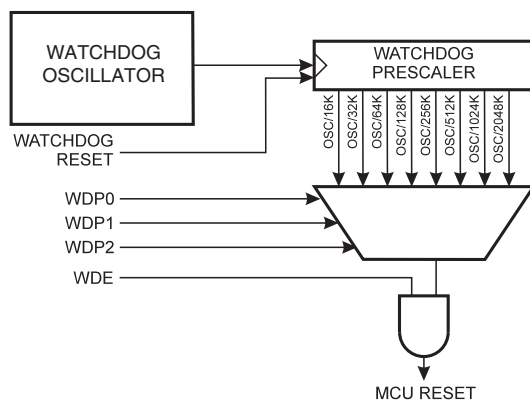 WATCHDOG
OSCILLATOR
WATCHDOG
PRESCALER
WATCHDOG
RESET
OSC/16K
OSC/32K
OSC/64K
OSC/128K
OSC/256K
OSC/512K
OSC/1024K
OSC/2048K
WDP0
WDP1
WDP2
WDE
MCU RESET